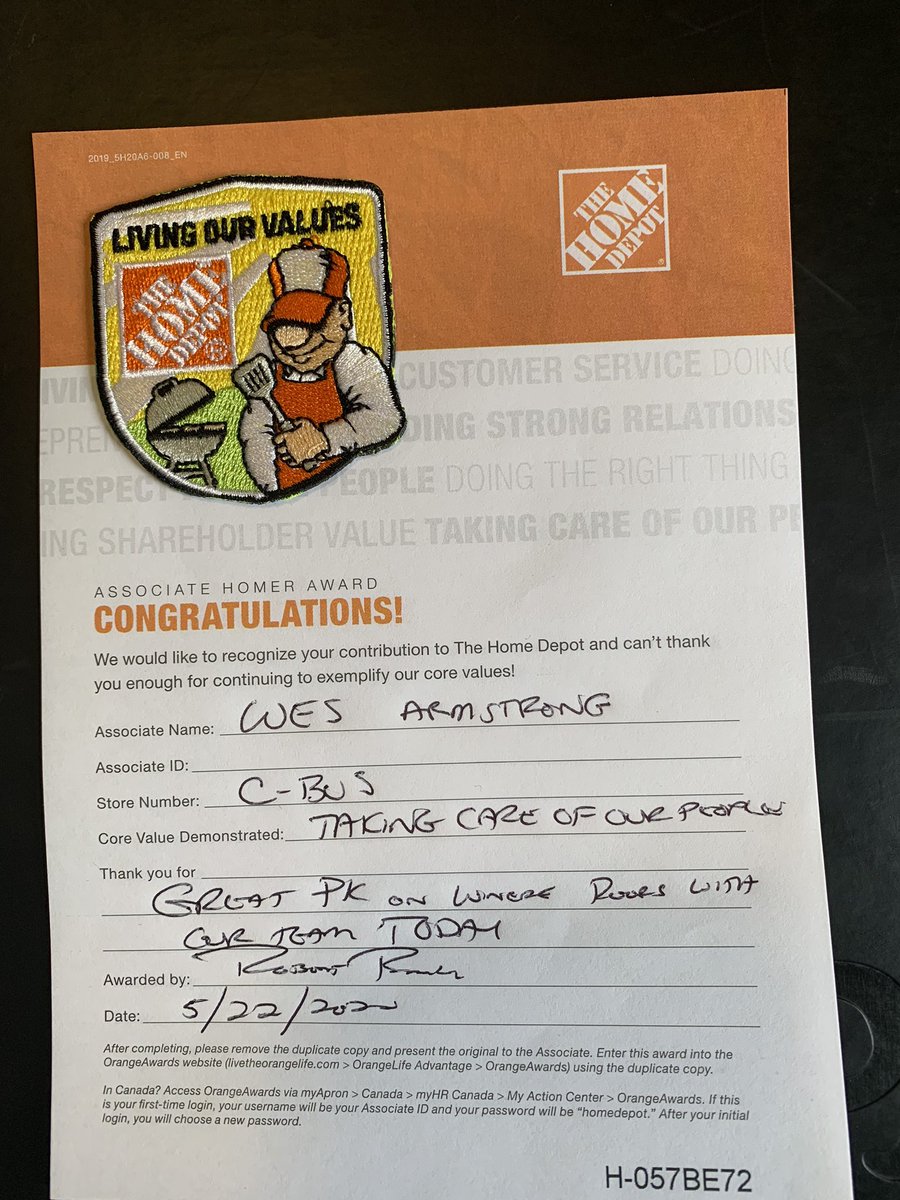 2019_5H20A6-008_EN
LIVING OUR VALUES
THE
HOME
DEPOT
THE
HOME
DEPOT
CUSTOMER SERVICE DOING
EPREN DING STRONG RELATIONS
RESPECT PEOPLE DOING THE RIGHT THING
ING SHAREHOLDER VALUE TAKING CARE OF OUR PE
ASSOCIATE HOMER AWARD
CONGRATULATIONS!
We would like to recognize your contribution to The Home Depot and can't thank
you enough for continuing to exemplify our core values!
Associate Name: WES ARMSTRONG
Associate ID:
Store Number: C-BUS
Core Value Demonstrated: TAKING CARE OF OUR PEOPLE
Thank you for
GREAT PK ON DOORS WITH
OUR TEAM TODAY
Awarded by: ROBERT
Date: 5/22/2020
After completing, please remove the duplicate copy and present the original to the Associate. Enter this award into the
OrangeAwards website (livetheorangelife.com > OrangeLife Advantage > OrangeAwards) using the duplicate copy.
In Canada? Access OrangeAwards via myApron > Canada > myHR Canada > My Action Center > OrangeAwards. If this
is your first-time login, your username will be your Associate ID and your password will be "homedepot." After your initial
login, you will choose a new password.
H-057BE72